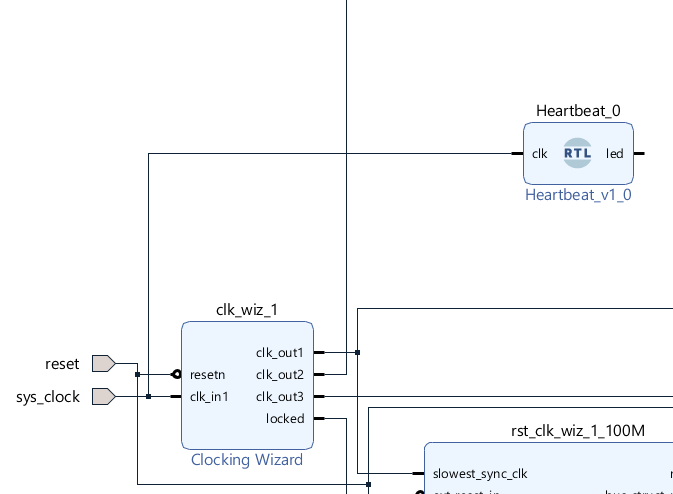 Heartbeat_0
clk
RTL
led
Heartbeat_v1_0
clk_wiz_1
reset
sys_clock
resetn
clk_in1
clk_out1
clk_out2
clk_out3
locked
Clocking Wizard
rst_clk_wiz_1_100M
slowest_sync_clk